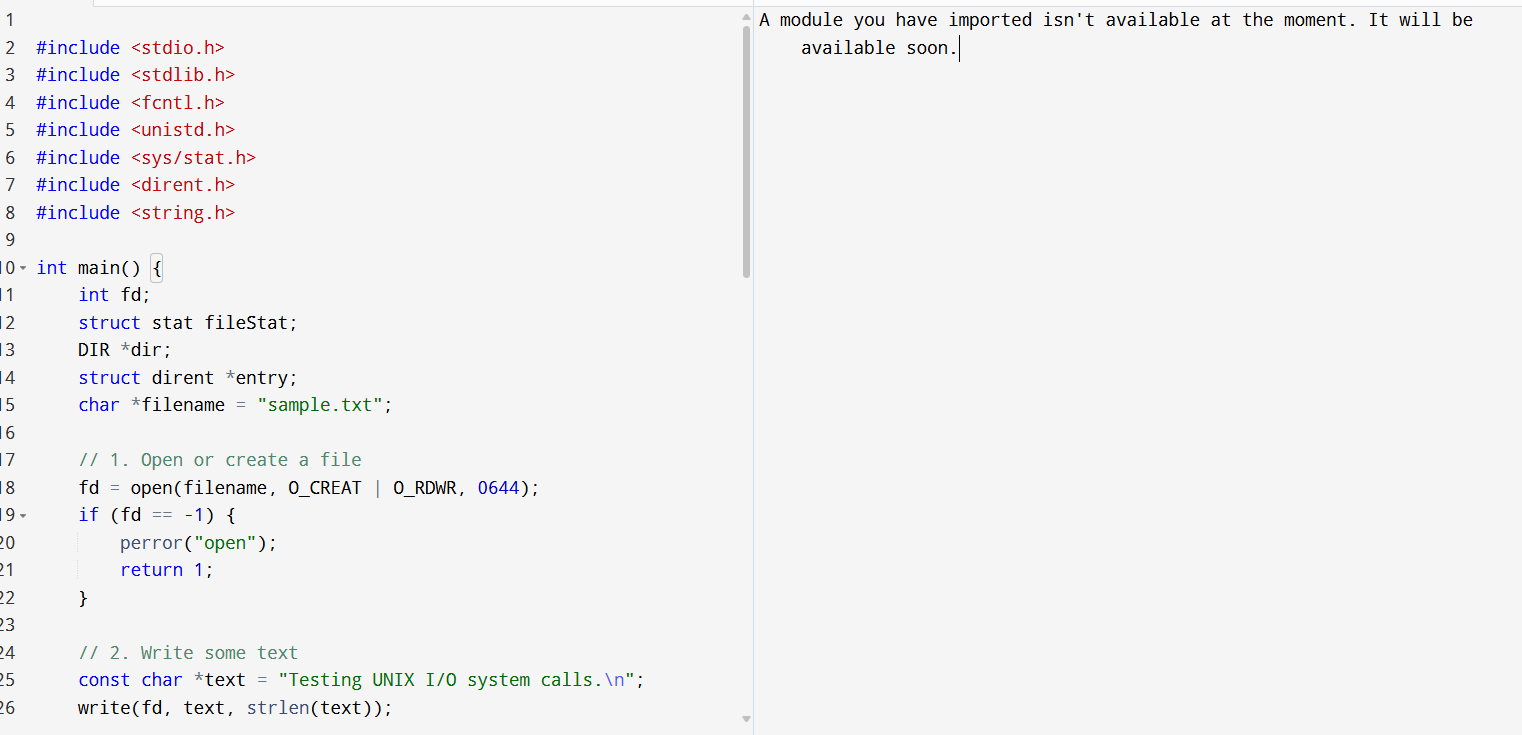 1
2 #include <stdio.h>
3 #include <stdlib.h>
4 #include <fcntl.h>
5 #include <unistd.h>
6 #include <sys/stat.h>
7 #include <dirent.h>
8 #include <string.h>
9
10 int main() {
11     int fd;
12     struct stat fileStat;
13     DIR *dir;
14     struct dirent *entry;
15     char *filename = "sample.txt";
16
17     // 1. Open or create a file
18     fd = open(filename, O_CREAT | O_RDWR, 0644);
19     if (fd == -1) {
20         perror("open");
21         return 1;
22     }
23
24     // 2. Write some text
25     const char *text = "Testing UNIX I/O system calls.\n";
26     write(fd, text, strlen(text));
A module you have imported isn't available at the moment. It will be
available soon.